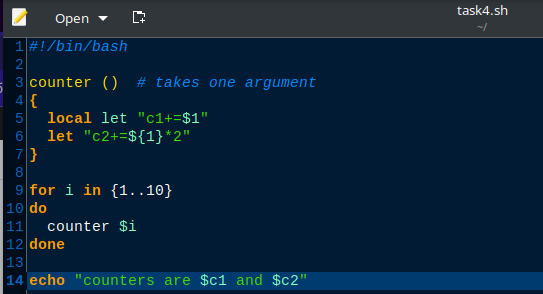 Open
task4.sh
~/
1 #!/bin/bash
2
3 counter ()  # takes one argument
4 {
5   local let "c1+=$1"
6   let "c2+=${1}*2"
7 }
8
9 for i in {1..10}
10 do
11   counter $i
12 done
13
14 echo "counters are $c1 and $c2"